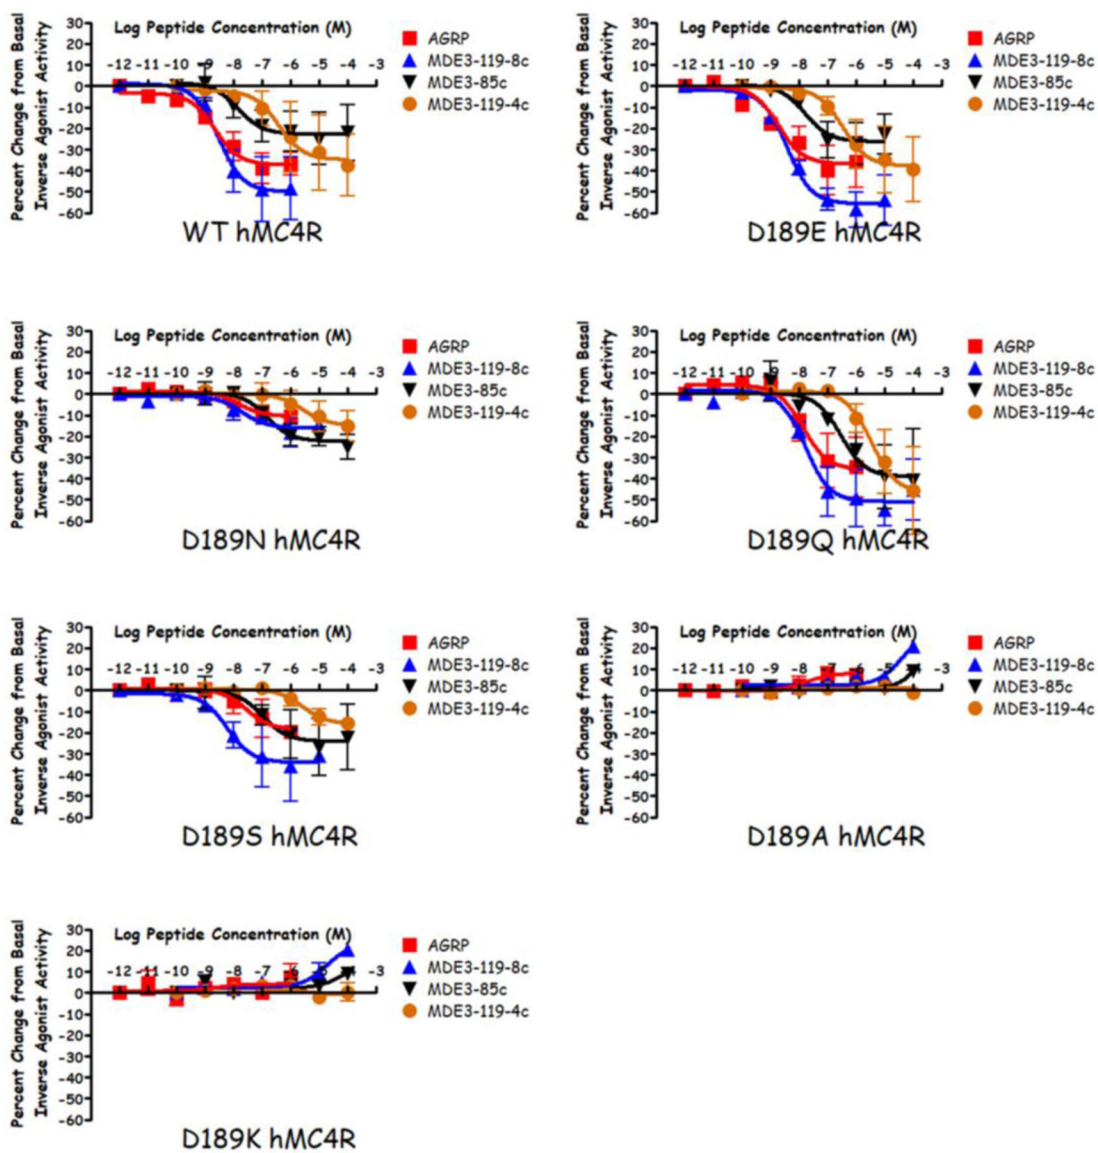 Percent Change from Basal
Inverse Agonist Activity
Log Peptide Concentration (M)
30
20
10
0
-10
-20
-30
-40
-50
-60
-12 -11 -10 -9 -8 -7 -6 -5 -4 -3
AGRP
MDE3-119-8c
MDE3-85c
MDE3-119-4c
WT hMC4R
Percent Change from Basal
Inverse Agonist Activity
Log Peptide Concentration (M)
30
20
10
0
-10
-20
-30
-40
-50
-60
-12 -11 -10 -9 -8 -7 -6 -5 -4 -3
AGRP
MDE3-119-8c
MDE3-85c
MDE3-119-4c
D189E hMC4R
Percent Change from Basal
Inverse Agonist Activity
Log Peptide Concentration (M)
30
20
10
0
-10
-20
-30
-40
-50
-60
-12 -11 -10 -9 -8 -7 -6 -5 -4 -3
AGRP
MDE3-119-8c
MDE3-85c
MDE3-119-4c
D189N hMC4R
Percent Change from Basal
Inverse Agonist Activity
Log Peptide Concentration (M)
30
20
10
0
-10
-20
-30
-40
-50
-60
-12 -11 -10 -9 -8 -7 -6 -5 -4 -3
AGRP
MDE3-119-8c
MDE3-85c
MDE3-119-4c
D189Q hMC4R
Percent Change from Basal
Inverse Agonist Activity
Log Peptide Concentration (M)
30
20
10
0
-10
-20
-30
-40
-50
-60
-12 -11 -10 -9 -8 -7 -6 -5 -4 -3
AGRP
MDE3-119-8c
MDE3-85c
MDE3-119-4c
D189S hMC4R
Percent Change from Basal
Inverse Agonist Activity
Log Peptide Concentration (M)
30
20
10
0
-10
-20
-30
-40
-50
-60
-12 -11 -10 -9 -8 -7 -6 -5 -3
AGRP
MDE3-119-8c
MDE3-85c
MDE3-119-4c
D189A hMC4R
Percent Change from Basal
Inverse Agonist Activity
Log Peptide Concentration (M)
30
20
10
0
-10
-20
-30
-40
-50
-60
-12 -11 -10 -9 -8 -7 -3
AGRP
MDE3-119-8c
MDE3-85c
MDE3-119-4c
D189K hMC4R